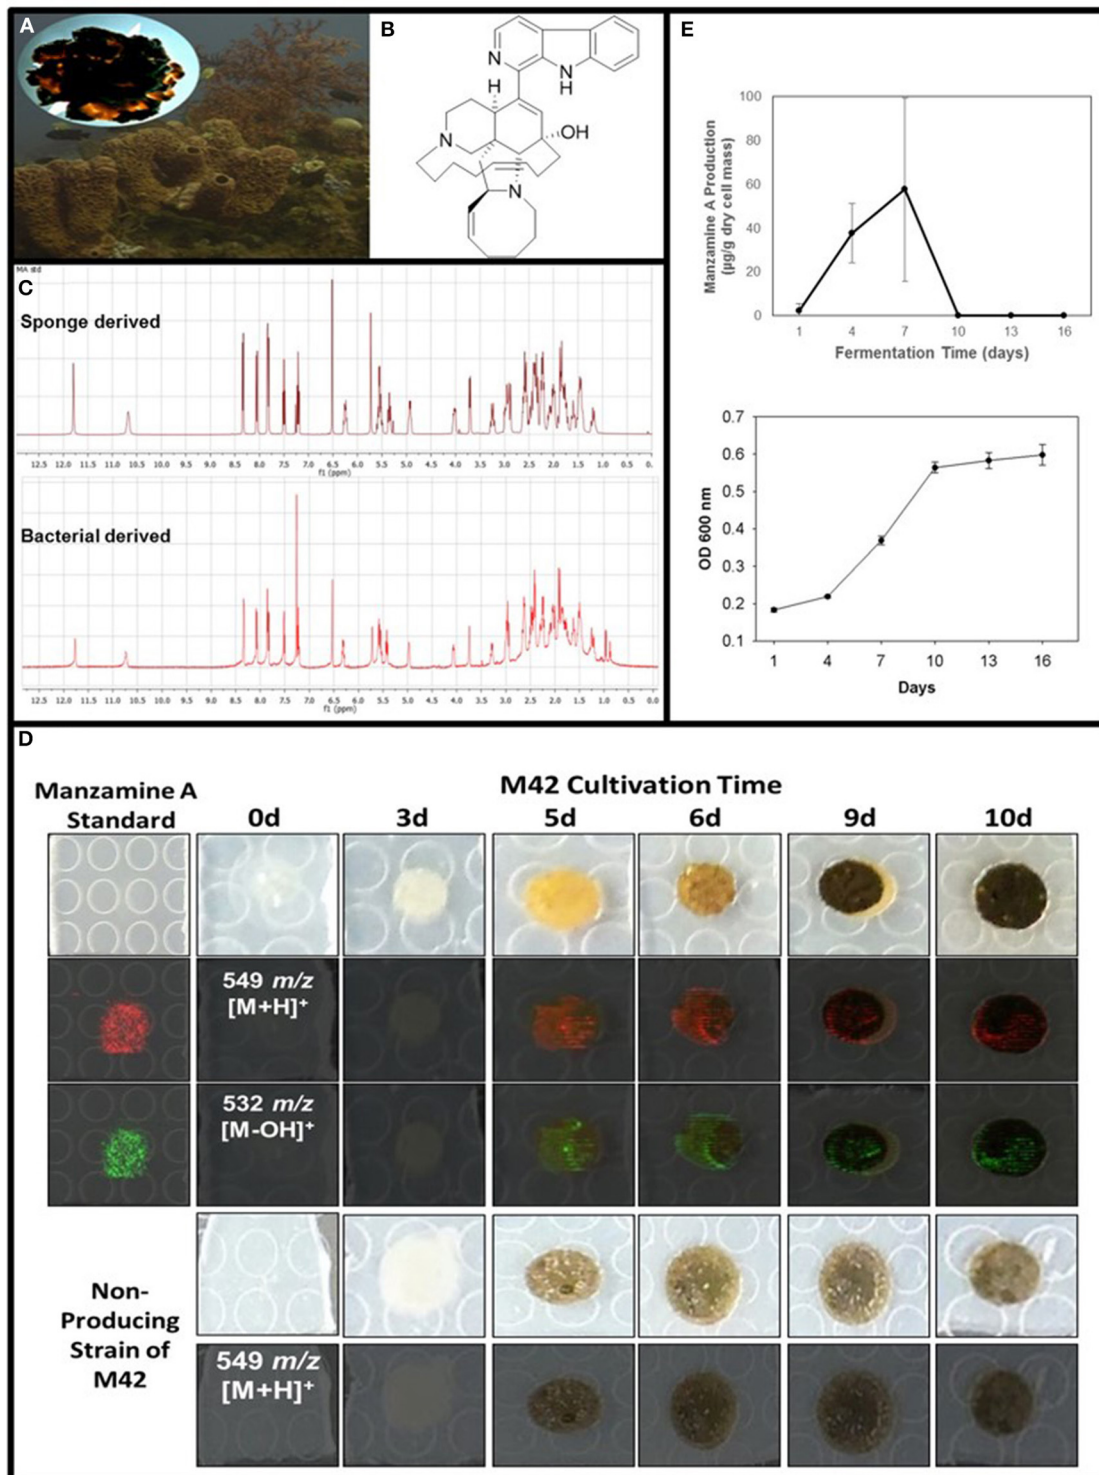 A
B
N
N
H
H
N
OH
N
C
MA std
Sponge derived
12.5 12.0 11.5 11.0 10.5 10.0 9.5 9.0 8.5 8.0 7.5 7.0 6.5 6.0 5.5 5.0 4.5 4.0 3.5 3.0 2.5 2.0 1.5 1.0 0.5 0.
f1 (ppm)
Bacterial derived
12.5 12.0 11.5 11.0 10.5 10.0 9.5 9.0 8.5 8.0 7.5 7.0 6.5 6.0 5.5 5.0 4.5 4.0 3.5 3.0 2.5 2.0 1.5 1.0 0.5 0.0
f1 (ppm)
E
Manzamine A Production
(µg/g dry cell mass)
100
80
60
40
20
0
1 4 7 10 13 16
Fermentation Time (days)
OD 600 nm
0.7
0.6
0.5
0.4
0.3
0.2
0.1
1 4 7 10 13 16
Days
D
Manzamine A
Standard
M42 Cultivation Time
0d 3d 5d 6d 9d 10d
549 m/z
[M+H]⁺
532 m/z
[M-OH]⁺
Non-
Producing
Strain of
M42
549 m/z
[M+H]⁺